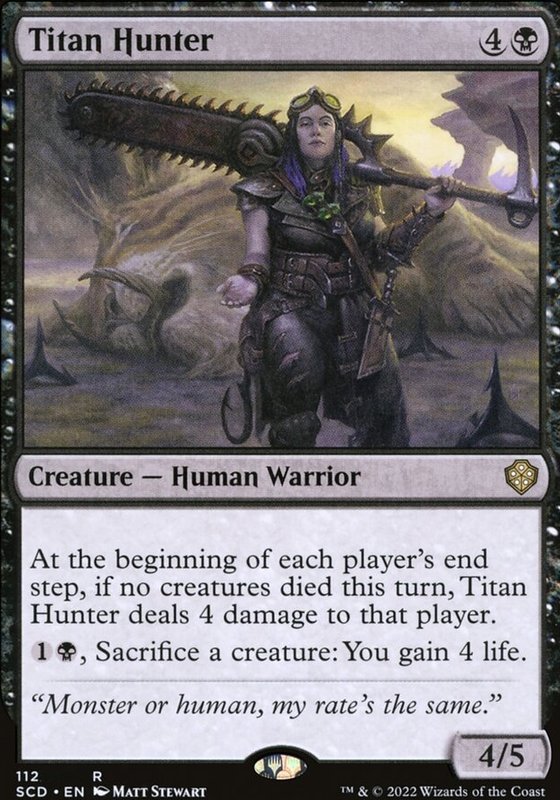 Titan Hunter 4
Creature — Human Warrior
At the beginning of each player's end
step, if no creatures died this turn, Titan
Hunter deals 4 damage to that player.
1, Sacrifice a creature: You gain 4 life.
"Monster or human, my rate's the same."
4/5
112 R
SCD • EN Matt Stewart
™ & © 2022 Wizards of the Coast